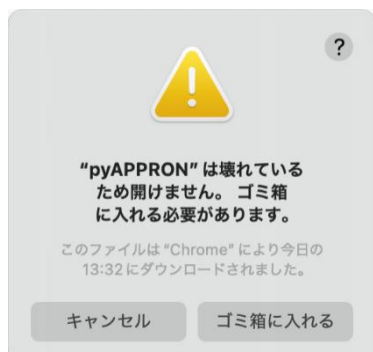 ?
“pyAPPRON” は壊れている
ため開けません。 ゴミ箱
に入れる必要があります。
このファイルは“Chrome” により今日の
13:32 にダウンロードされました。
キャンセル
ゴミ箱に入れる